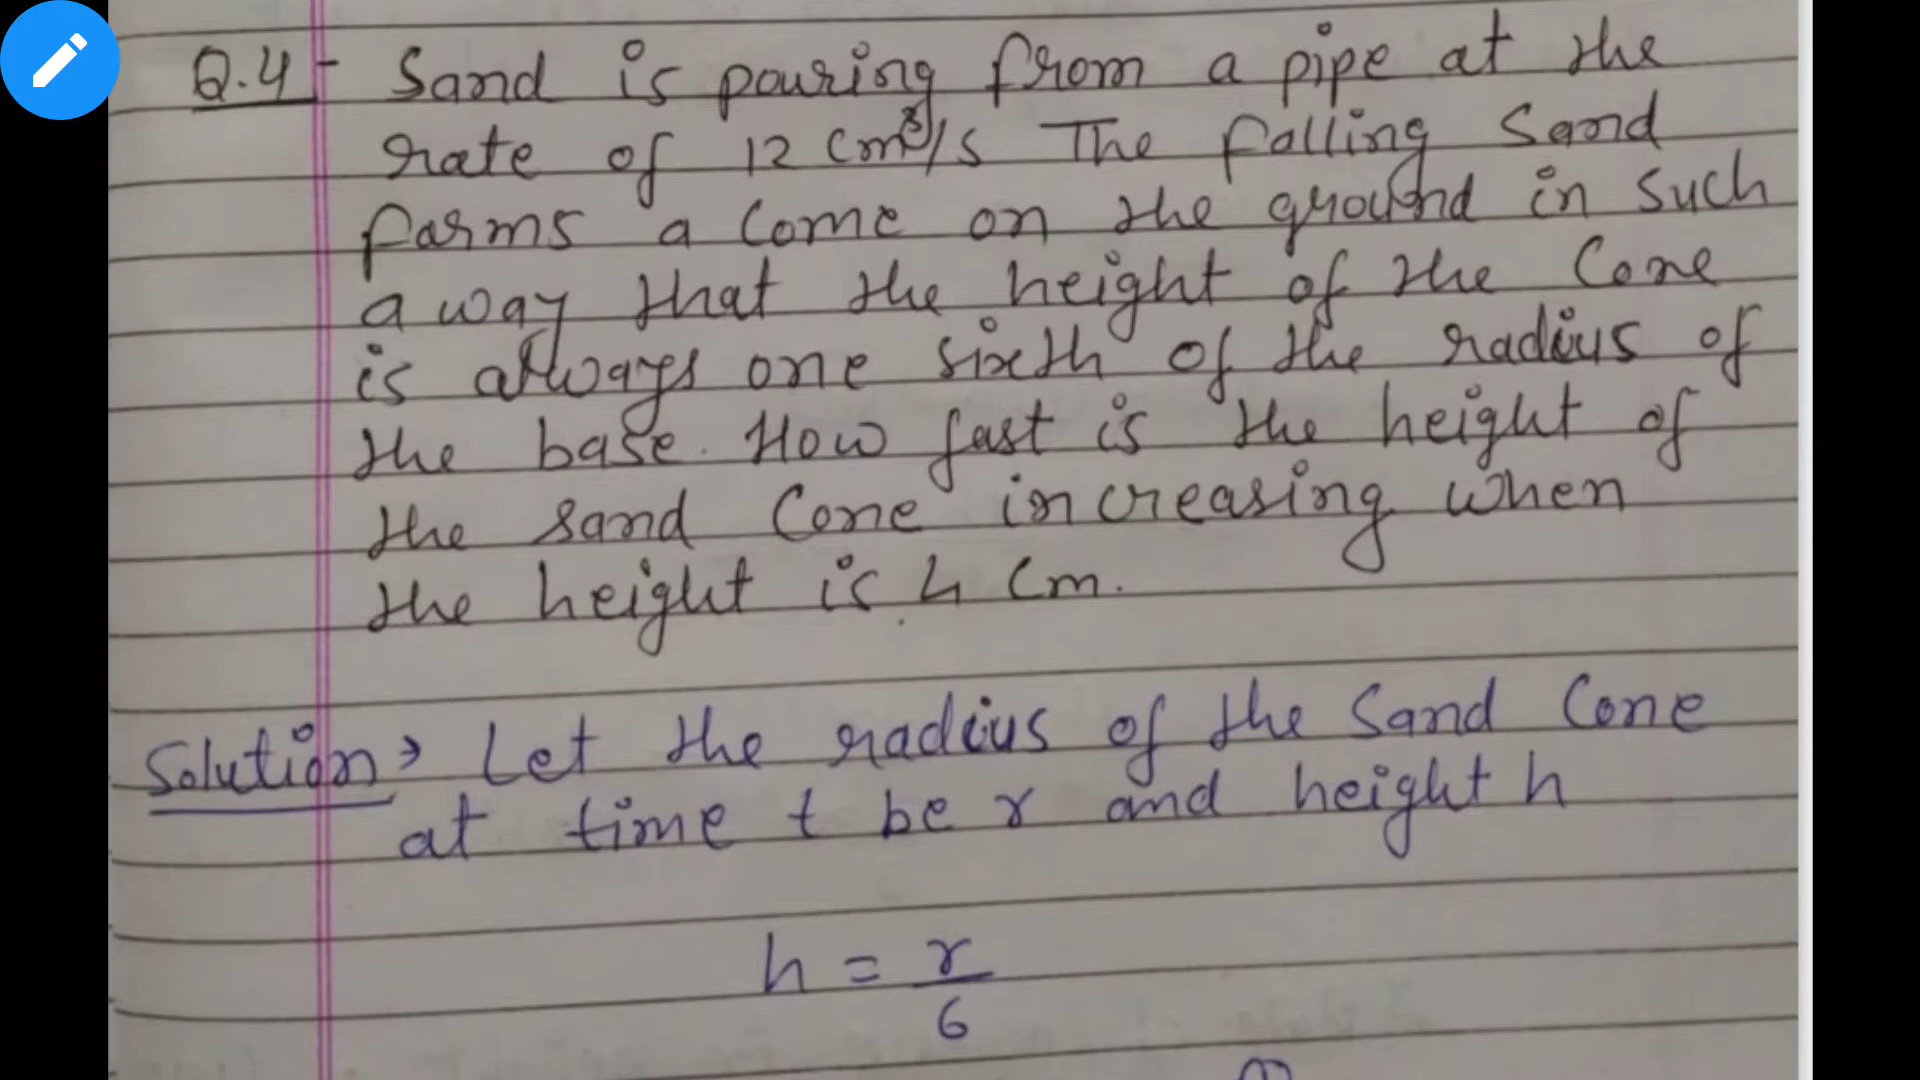 Q.4- Sand is pouring from a pipe at the
rate of 12 cm³/s The falling Sand
forms a Come on the ground in such
a way that the height of the Cone
is always one sixth of the radius of
the base. How fast is the height of
the sand Cone increasing when
the height is 4 cm.
Solution> Let the radius of the Sand Cone
at time t be r and height h
h = r/6